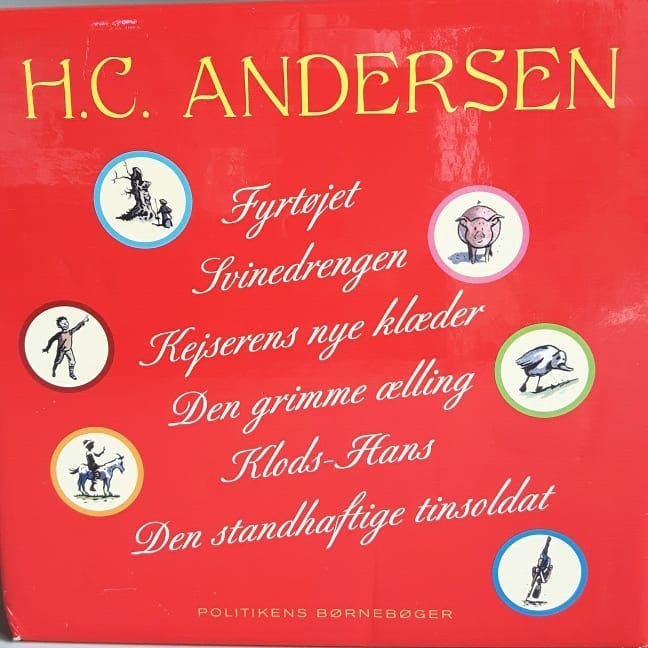 H.C. ANDERSEN
Fyrtøjet
Svinedrengen
Kejserens nye klæder
Den grimme ælling
Klods-Hans
Den standhaftige tinsoldat
POLITIKENS BØRNEBØGER